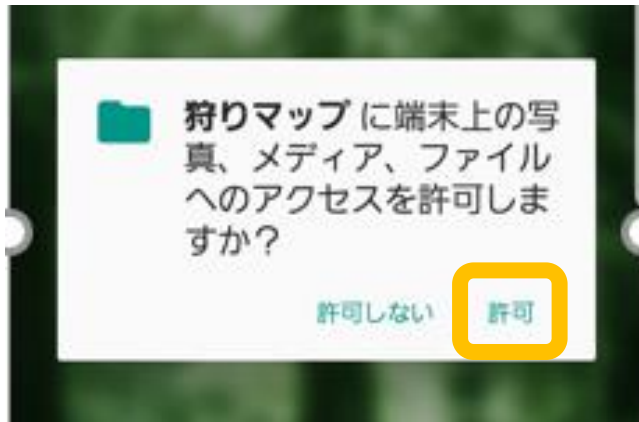 狩りマップ に端末上の写
真、メディア、ファイル
へのアクセスを許可しま
すか？
許可しない 許可